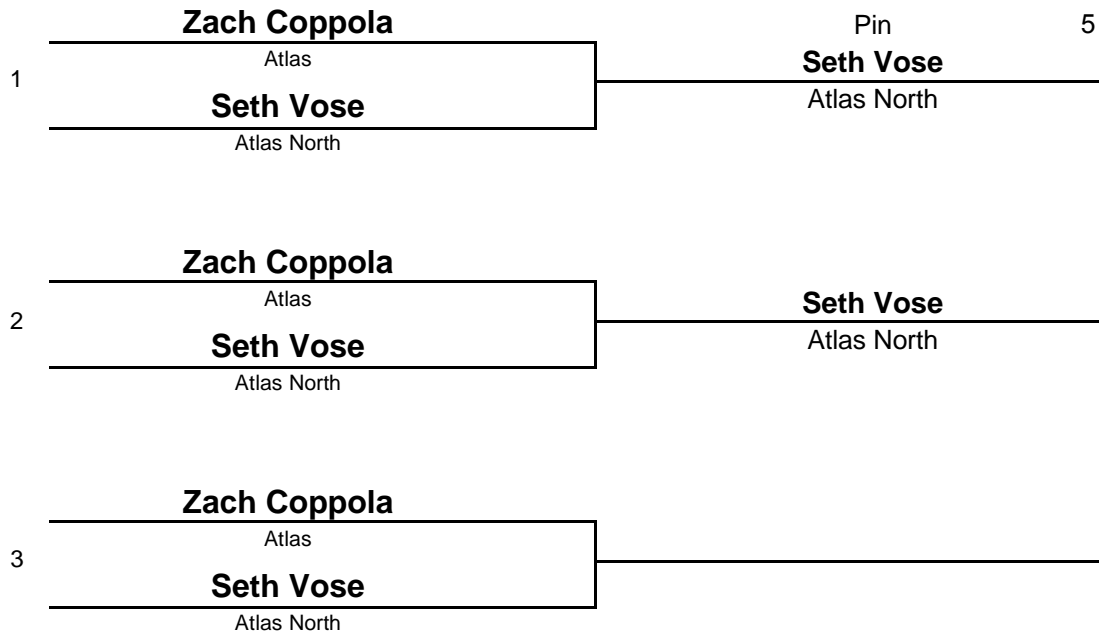 Zach Coppola
Pin 5
Atlas
Seth Vose
1
Seth Vose
Atlas North
Atlas North
Zach Coppola
Atlas
Seth Vose
2
Seth Vose
Atlas North
Atlas North
Zach Coppola
Atlas
3
Seth Vose
Atlas North